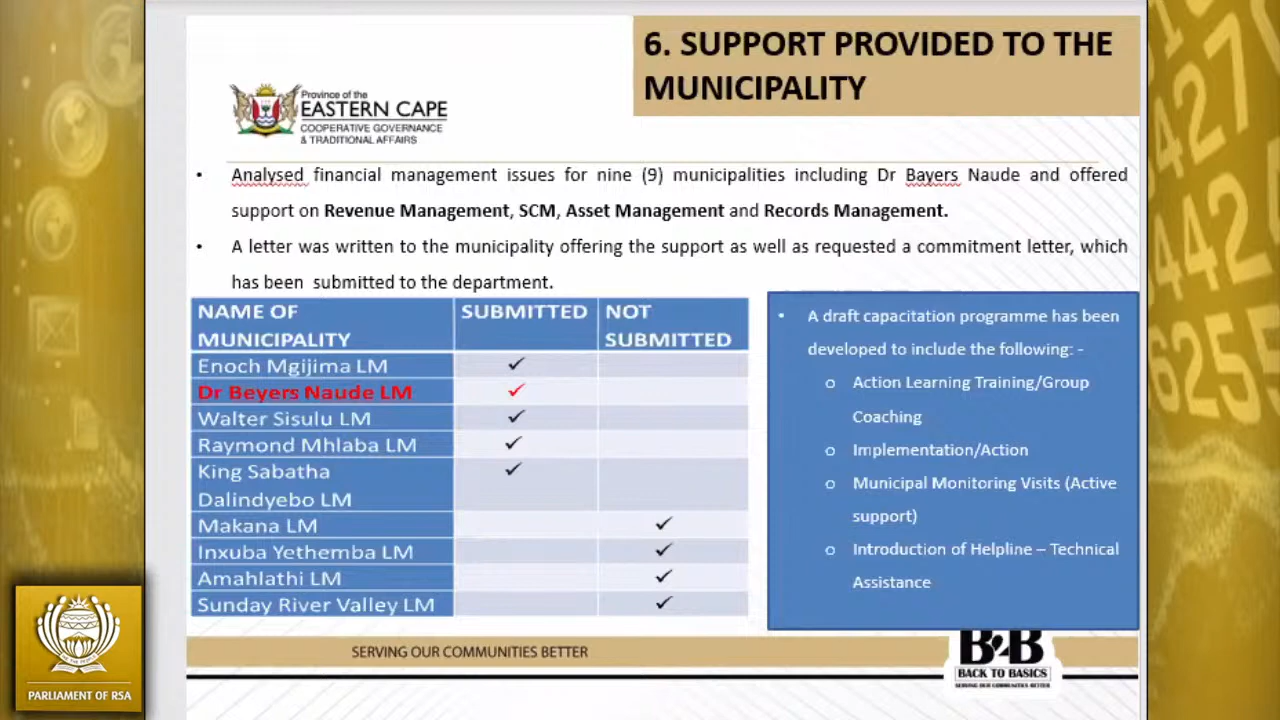 6. SUPPORT PROVIDED TO THE
MUNICIPALITY
Province of the
EASTERN CAPE
COOPERATIVE GOVERNANCE
& TRADITIONAL AFFAIRS
• Analysed financial management issues for nine (9) municipalities including Dr Bayers Naude and offered
support on Revenue Management, SCM, Asset Management and Records Management.
• A letter was written to the municipality offering the support as well as requested a commitment letter, which
has been submitted to the department.
NAME OF MUNICIPALITY SUBMITTED NOT SUBMITTED
Enoch Mgijima LM ✓
Dr Beyers Naude LM ✓
Walter Sisulu LM ✓
Raymond Mhlaba LM ✓
King Sabatha ✓
Dalindyebo LM
Makana LM ✓
Inxuba Yethemba LM ✓
Amahlathi LM ✓
Sunday River Valley LM ✓
• A draft capacitation programme has been
developed to include the following: -
o Action Learning Training/Group
Coaching
o Implementation/Action
o Municipal Monitoring Visits (Active
support)
o Introduction of Helpline – Technical
Assistance
SERVING OUR COMMUNITIES BETTER
B2B
BACK TO BASICS
SERVING OUR COMMUNITIES BETTER
PARLIAMENT OF RSA
4427
442
6255